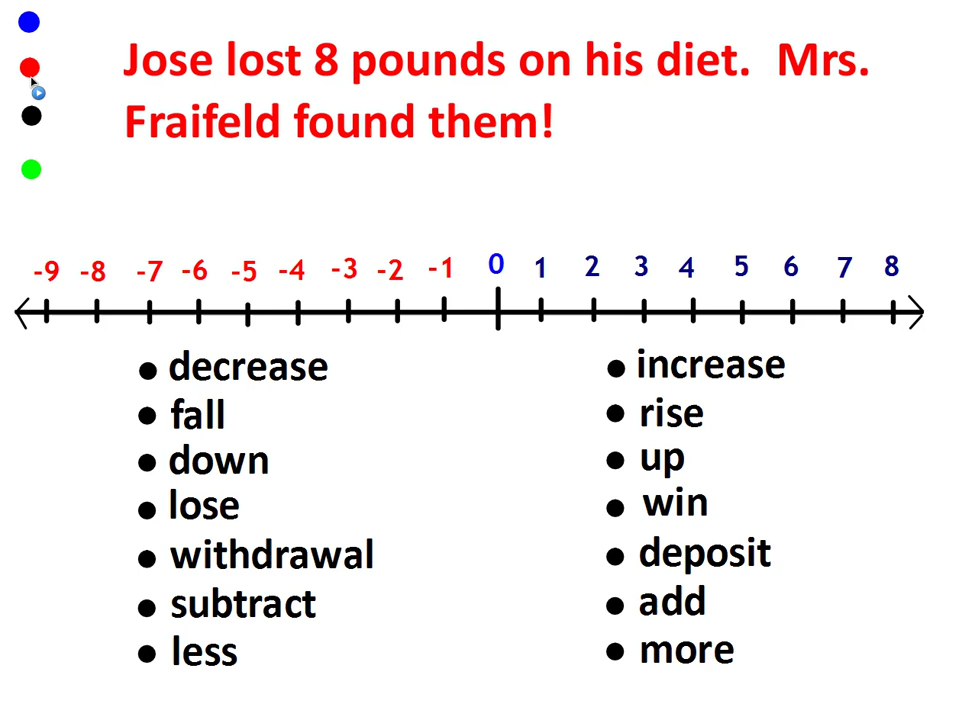 Jose lost 8 pounds on his diet. Mrs.
Fraifeld found them!
-9 -8 -7 -6 -5 -4 -3 -2 -1 0 1 2 3 4 5 6 7 8
• decrease
• fall
• down
• lose
• withdrawal
• subtract
• less
• increase
• rise
• up
• win
• deposit
• add
• more